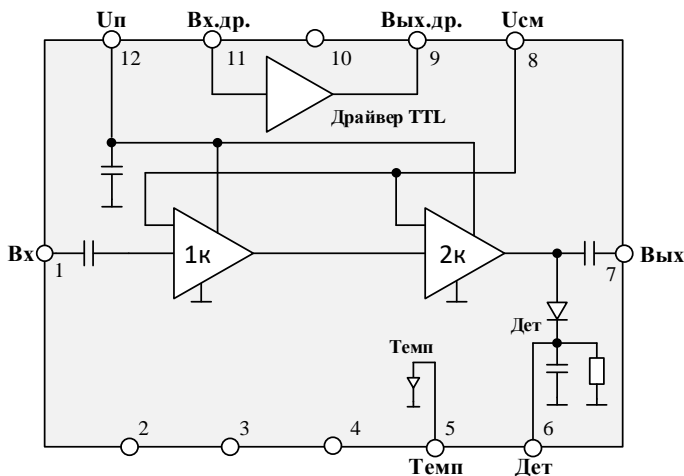 Uп
Вх.др.
Вых.др.
Uсм
12
11
10
9
8
Драйвер TTL
1к
2к
Вх
1
7
Вых
Дет
Темп
2
3
4
5
6
Темп
Дет